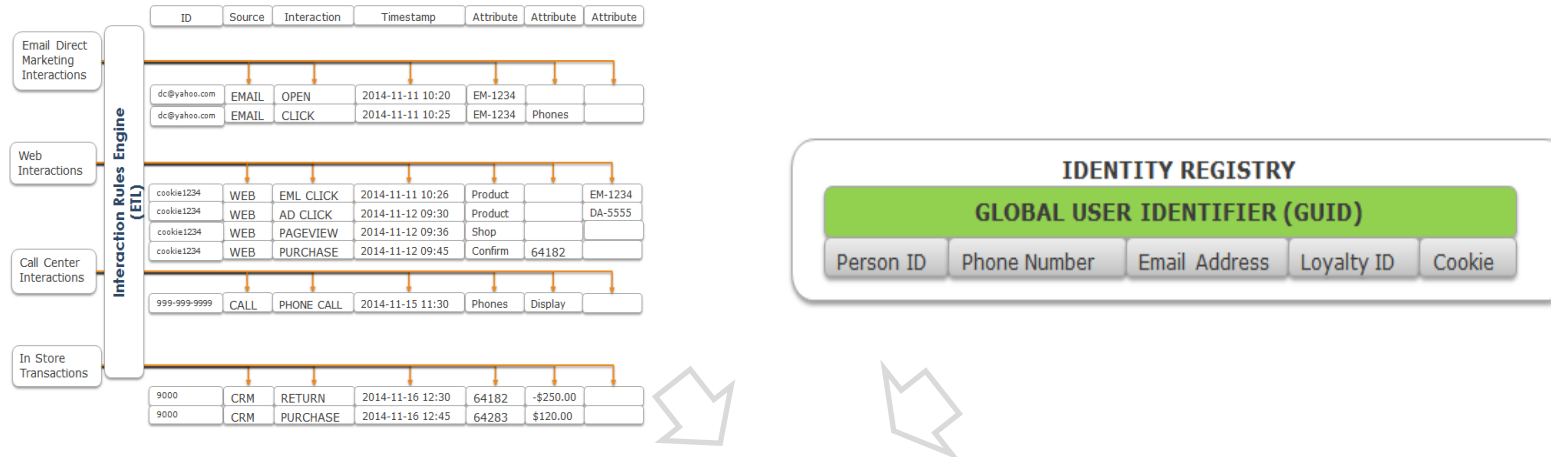 ID Source Interaction Timestamp Attribute Attribute Attribute
Email Direct
Marketing
Interactions
dc@yahoo.com EMAIL OPEN 2014-11-11 10:20 EM-1234
dc@yahoo.com EMAIL CLICK 2014-11-11 10:25 EM-1234 Phones
Interaction Rules Engine
(ETL)
Web
Interactions
cookie1234 WEB EML CLICK 2014-11-11 10:26 Product EM-1234
cookie1234 WEB AD CLICK 2014-11-12 09:30 Product DA-5555
cookie1234 WEB PAGEVIEW 2014-11-12 09:36 Shop
cookie1234 WEB PURCHASE 2014-11-12 09:45 Confirm 64182
Call Center
Interactions
999-999-9999 CALL PHONE CALL 2014-11-15 11:30 Phones Display
In Store
Transactions
9000 CRM RETURN 2014-11-16 12:30 64182 -$250.00
9000 CRM PURCHASE 2014-11-16 12:45 64283 $120.00
IDENTITY REGISTRY
GLOBAL USER IDENTIFIER (GUID)
Person ID Phone Number Email Address Loyalty ID Cookie